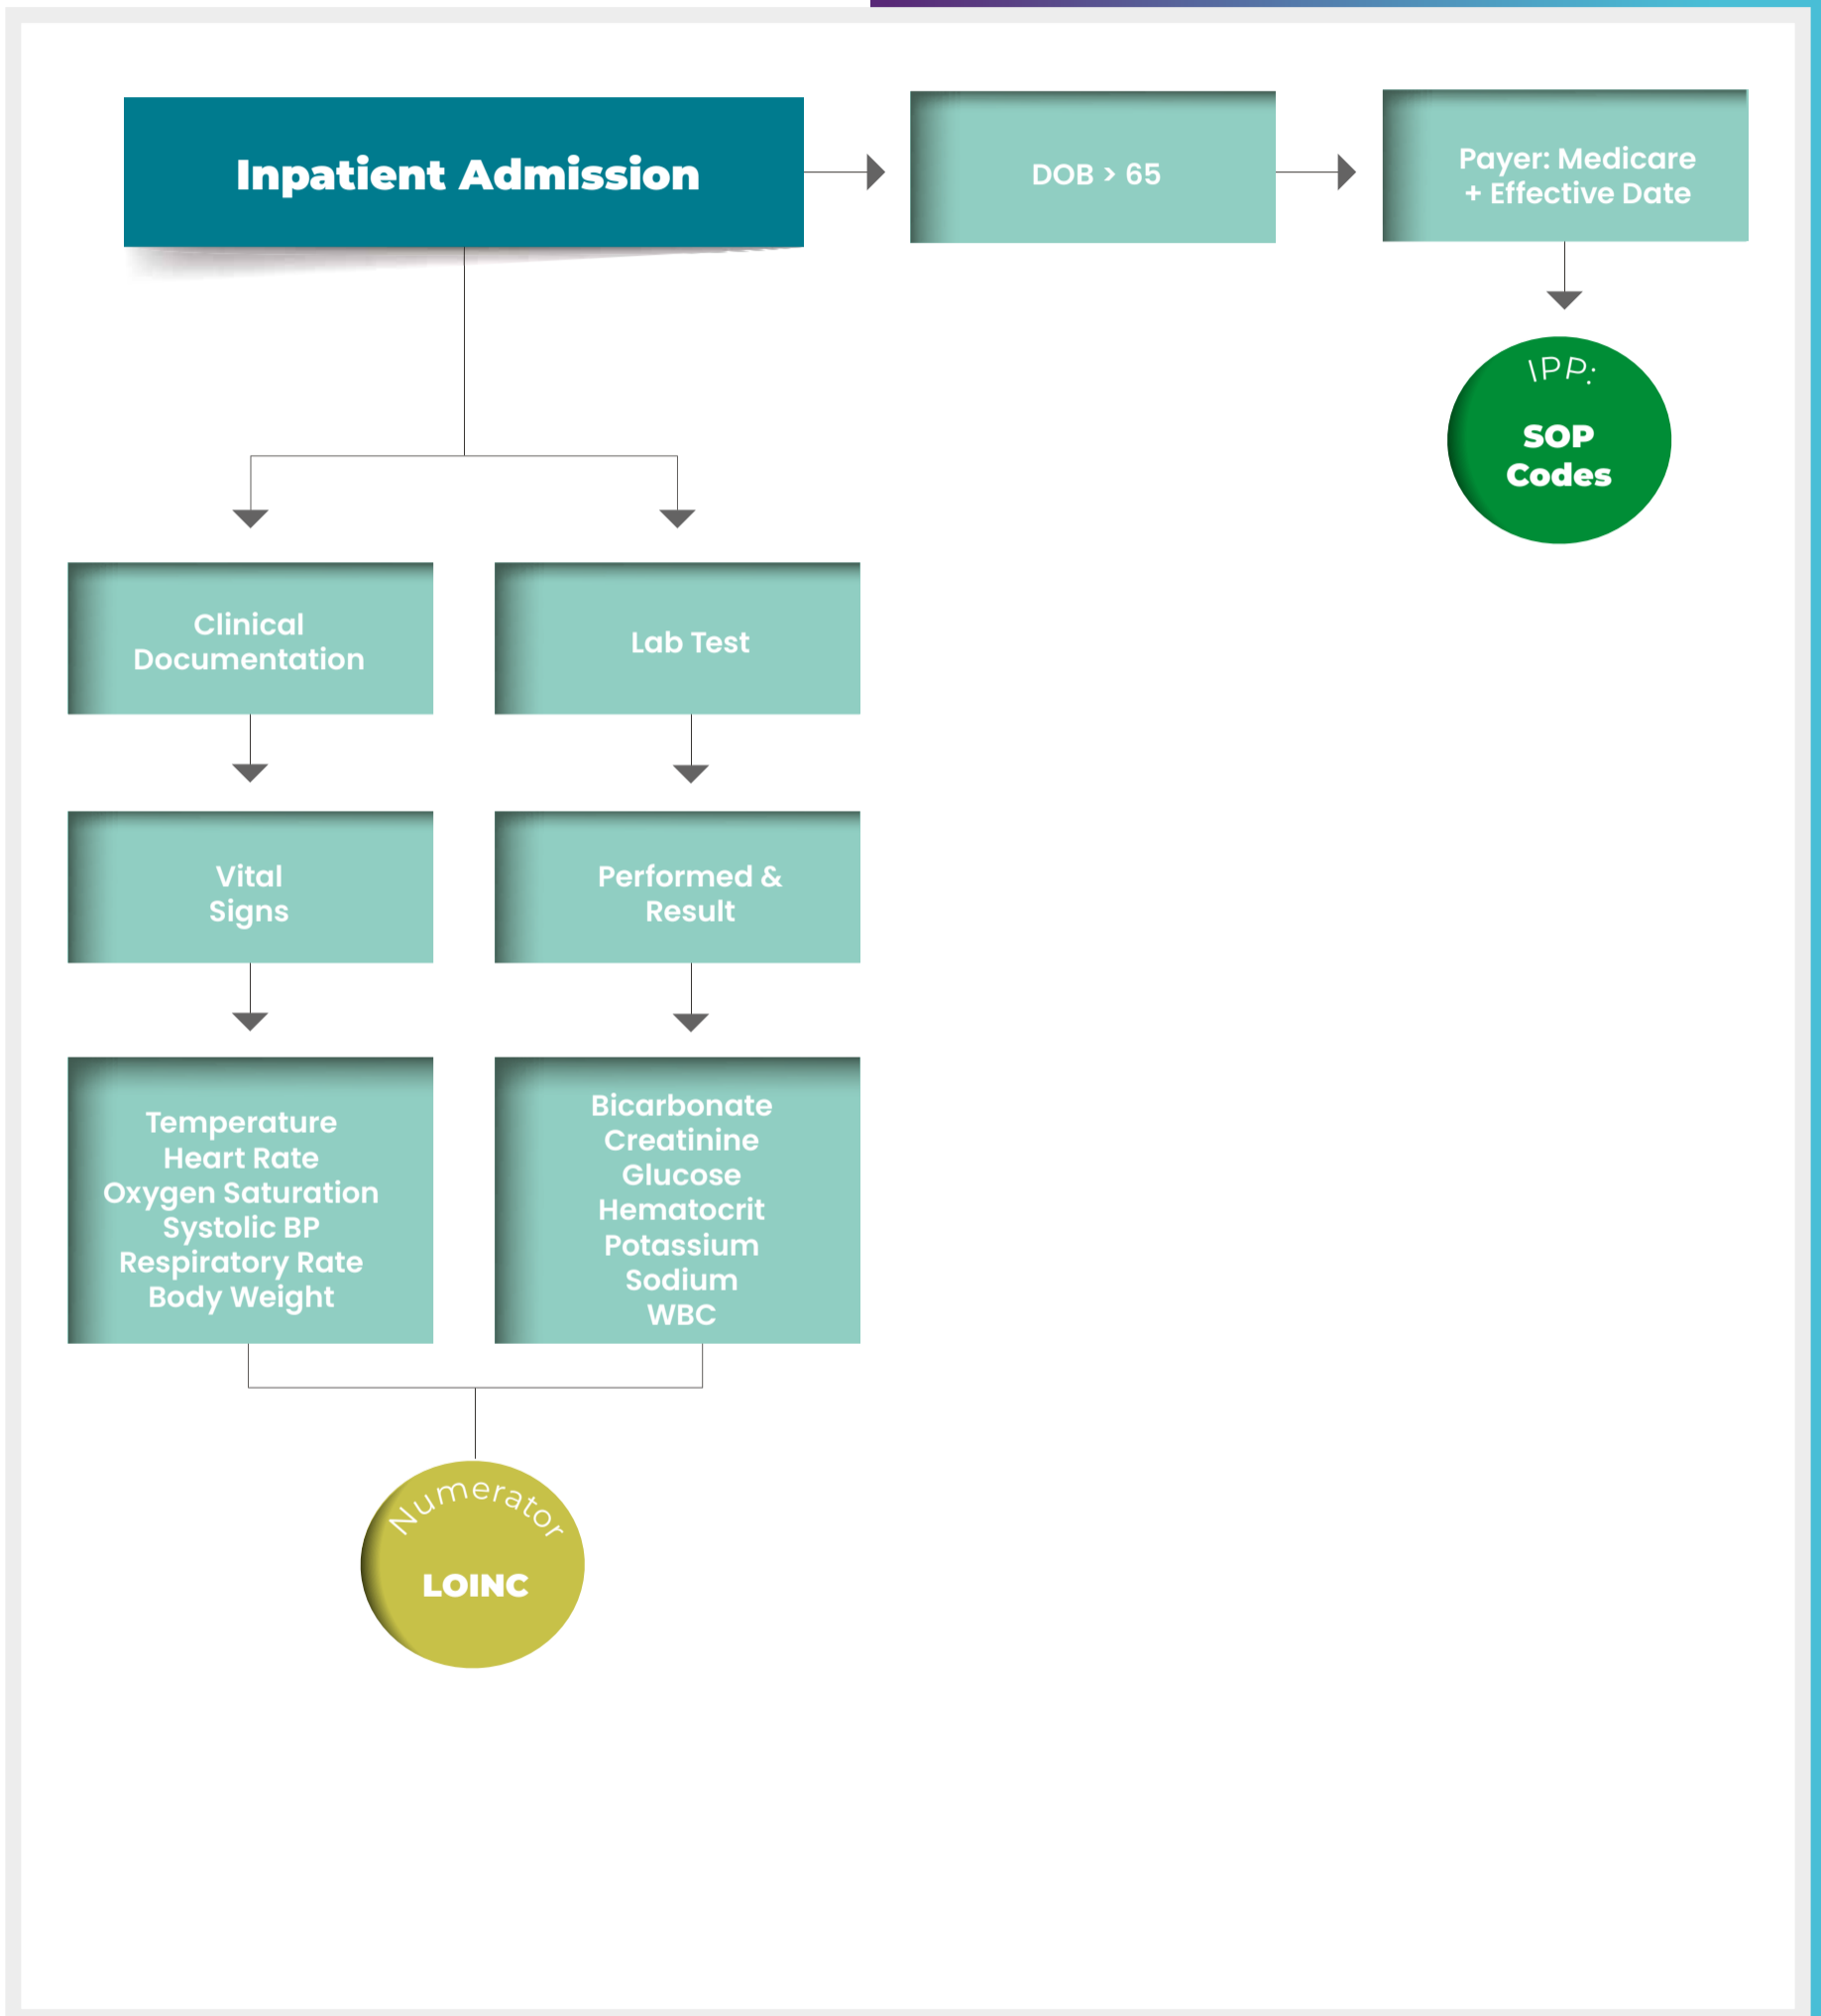 Inpatient Admission
DOB > 65
Payer: Medicare
+ Effective Date
IPP:
SOP
Codes
Clinical
Documentation
Lab Test
Vital
Signs
Performed &
Result
Temperature
Heart Rate
Oxygen Saturation
Systolic BP
Respiratory Rate
Body Weight
Bicarbonate
Creatinine
Glucose
Hematocrit
Potassium
Sodium
WBC
Numerator
LOINC